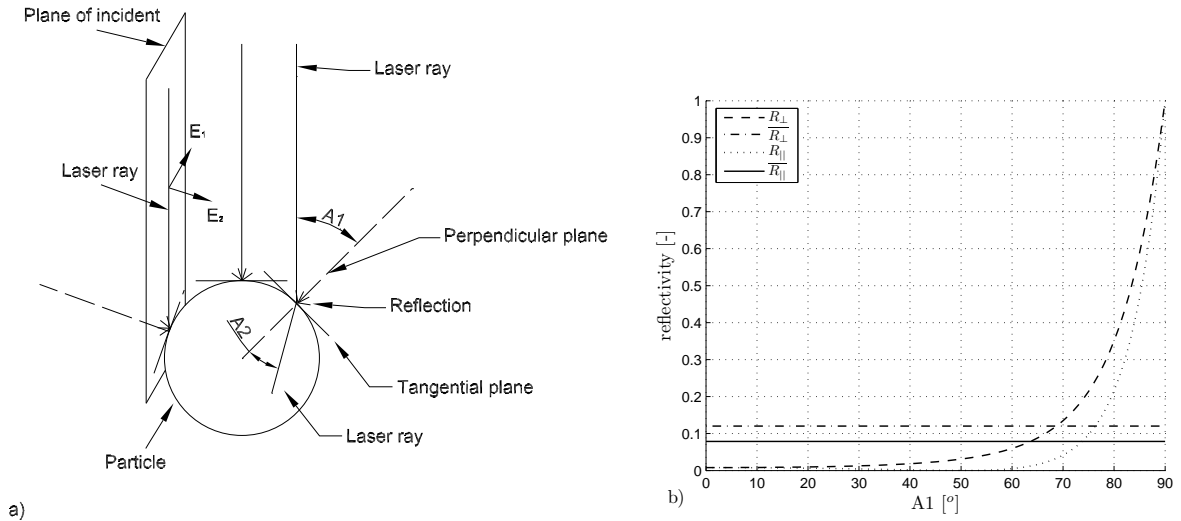 Plane of incident
Laser ray
E₁
Laser ray
E₂
A1
Perpendicular plane
Reflection
A2
Tangential plane
Laser ray
Particle
a)
1
0.9
0.8
0.7
0.6
0.5
0.4
0.3
0.2
0.1
0
reflectivity [-]
R⊥
R̅⊥
R||
R̅||
0
10
20
30
40
50
60
70
80
90
A1 [°]
b)